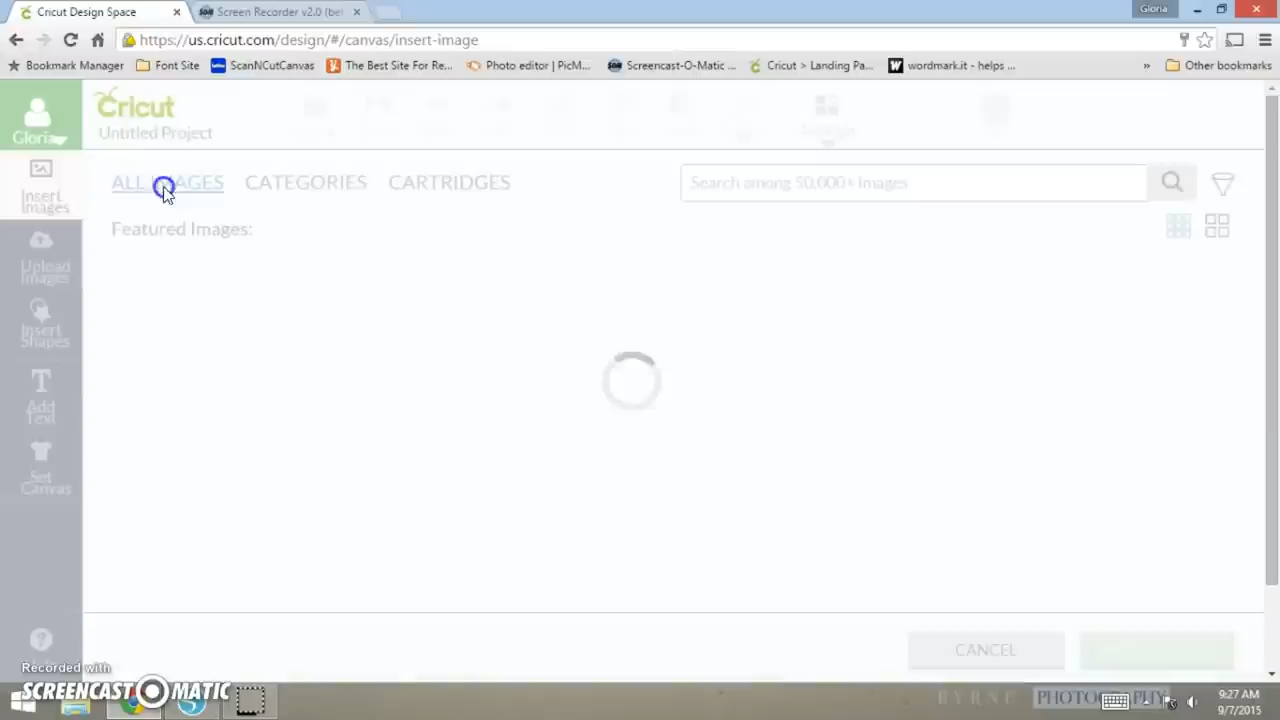 Cricut Design Space
Screen Recorder v2.0 (bet
Gloria
https://us.cricut.com/design/#/canvas/insert-image
Bookmark Manager
Font Site
ScanNCutCanvas
The Best Site For Re...
Photo editor | PicM...
Screencast-O-Matic ...
Cricut > Landing Pa...
wordmark.it - helps ...
»
Other bookmarks
Gloria
Cricut
Untitled Project
Insert Images
ALL IMAGES
CATEGORIES
CARTRIDGES
Search among 50,000+ Images
Featured Images:
Upload Images
Insert Shapes
Add Text
Set Canvas
CANCEL
Recorded with
SCREENCAST-O-MATIC
BYRNE PHOTOGRAPHY
9:27 AM
9/7/2015